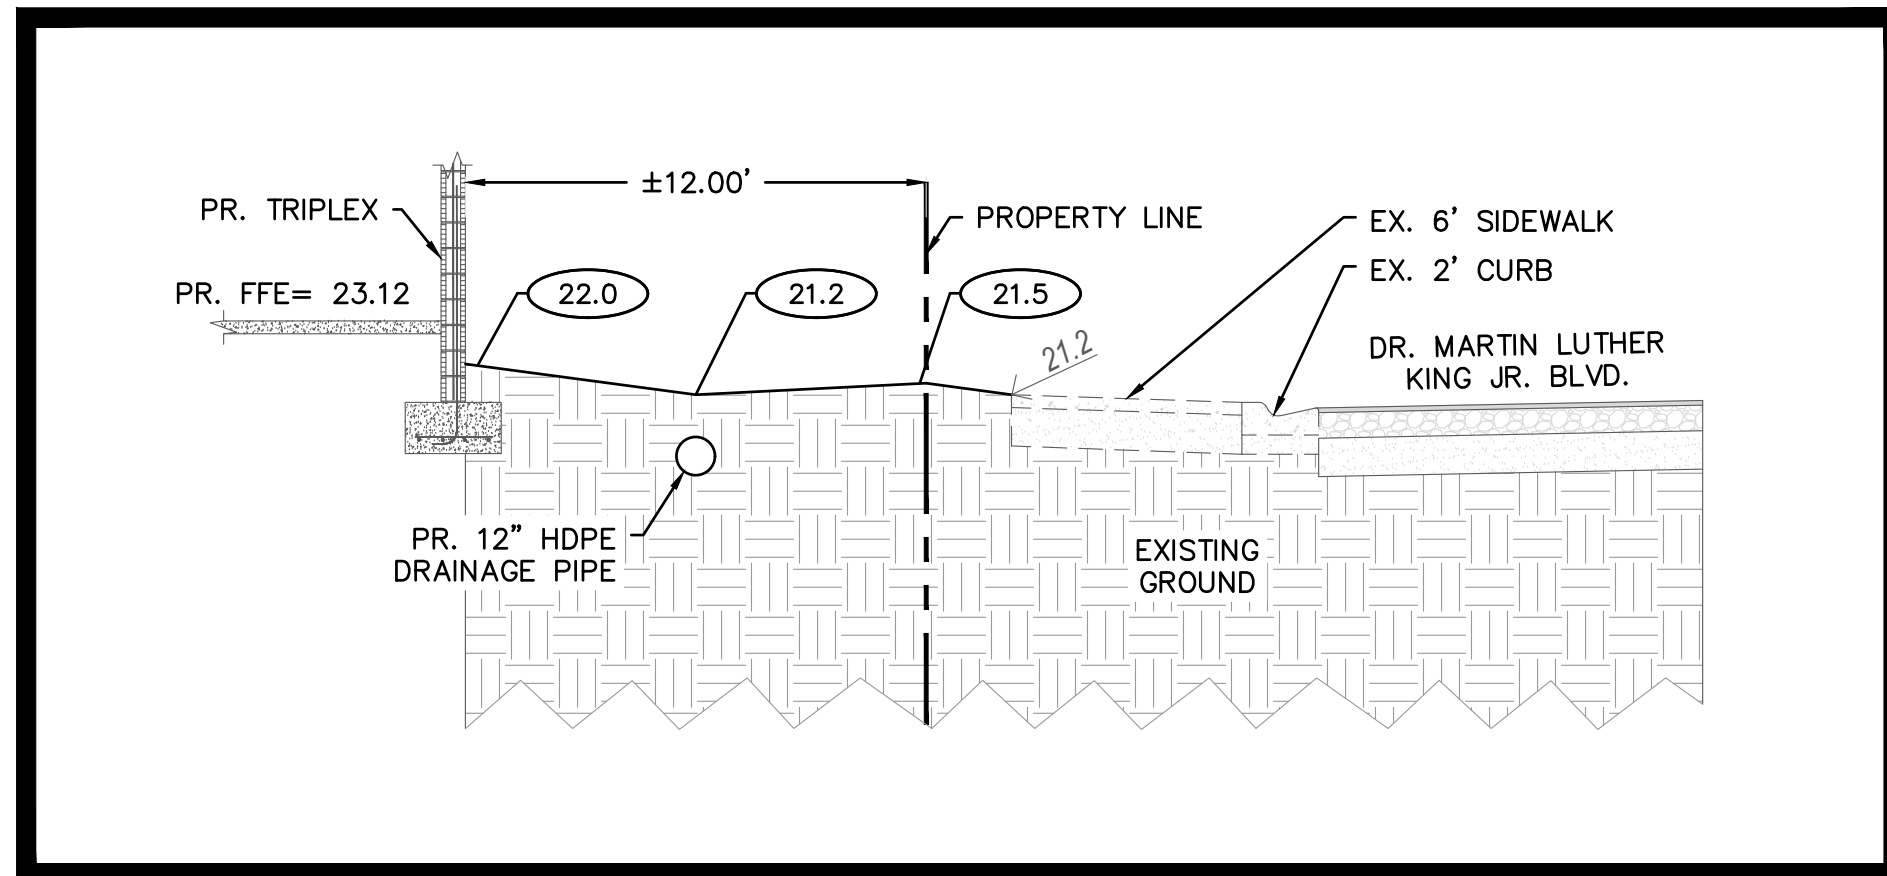 ±12.00'
PR. TRIPLEX
PROPERTY LINE
EX. 6' SIDEWALK
EX. 2' CURB
PR. FFE= 23.12
22.0
21.2
21.5
21.2
DR. MARTIN LUTHER
KING JR. BLVD.
PR. 12" HDPE
DRAINAGE PIPE
EXISTING
GROUND